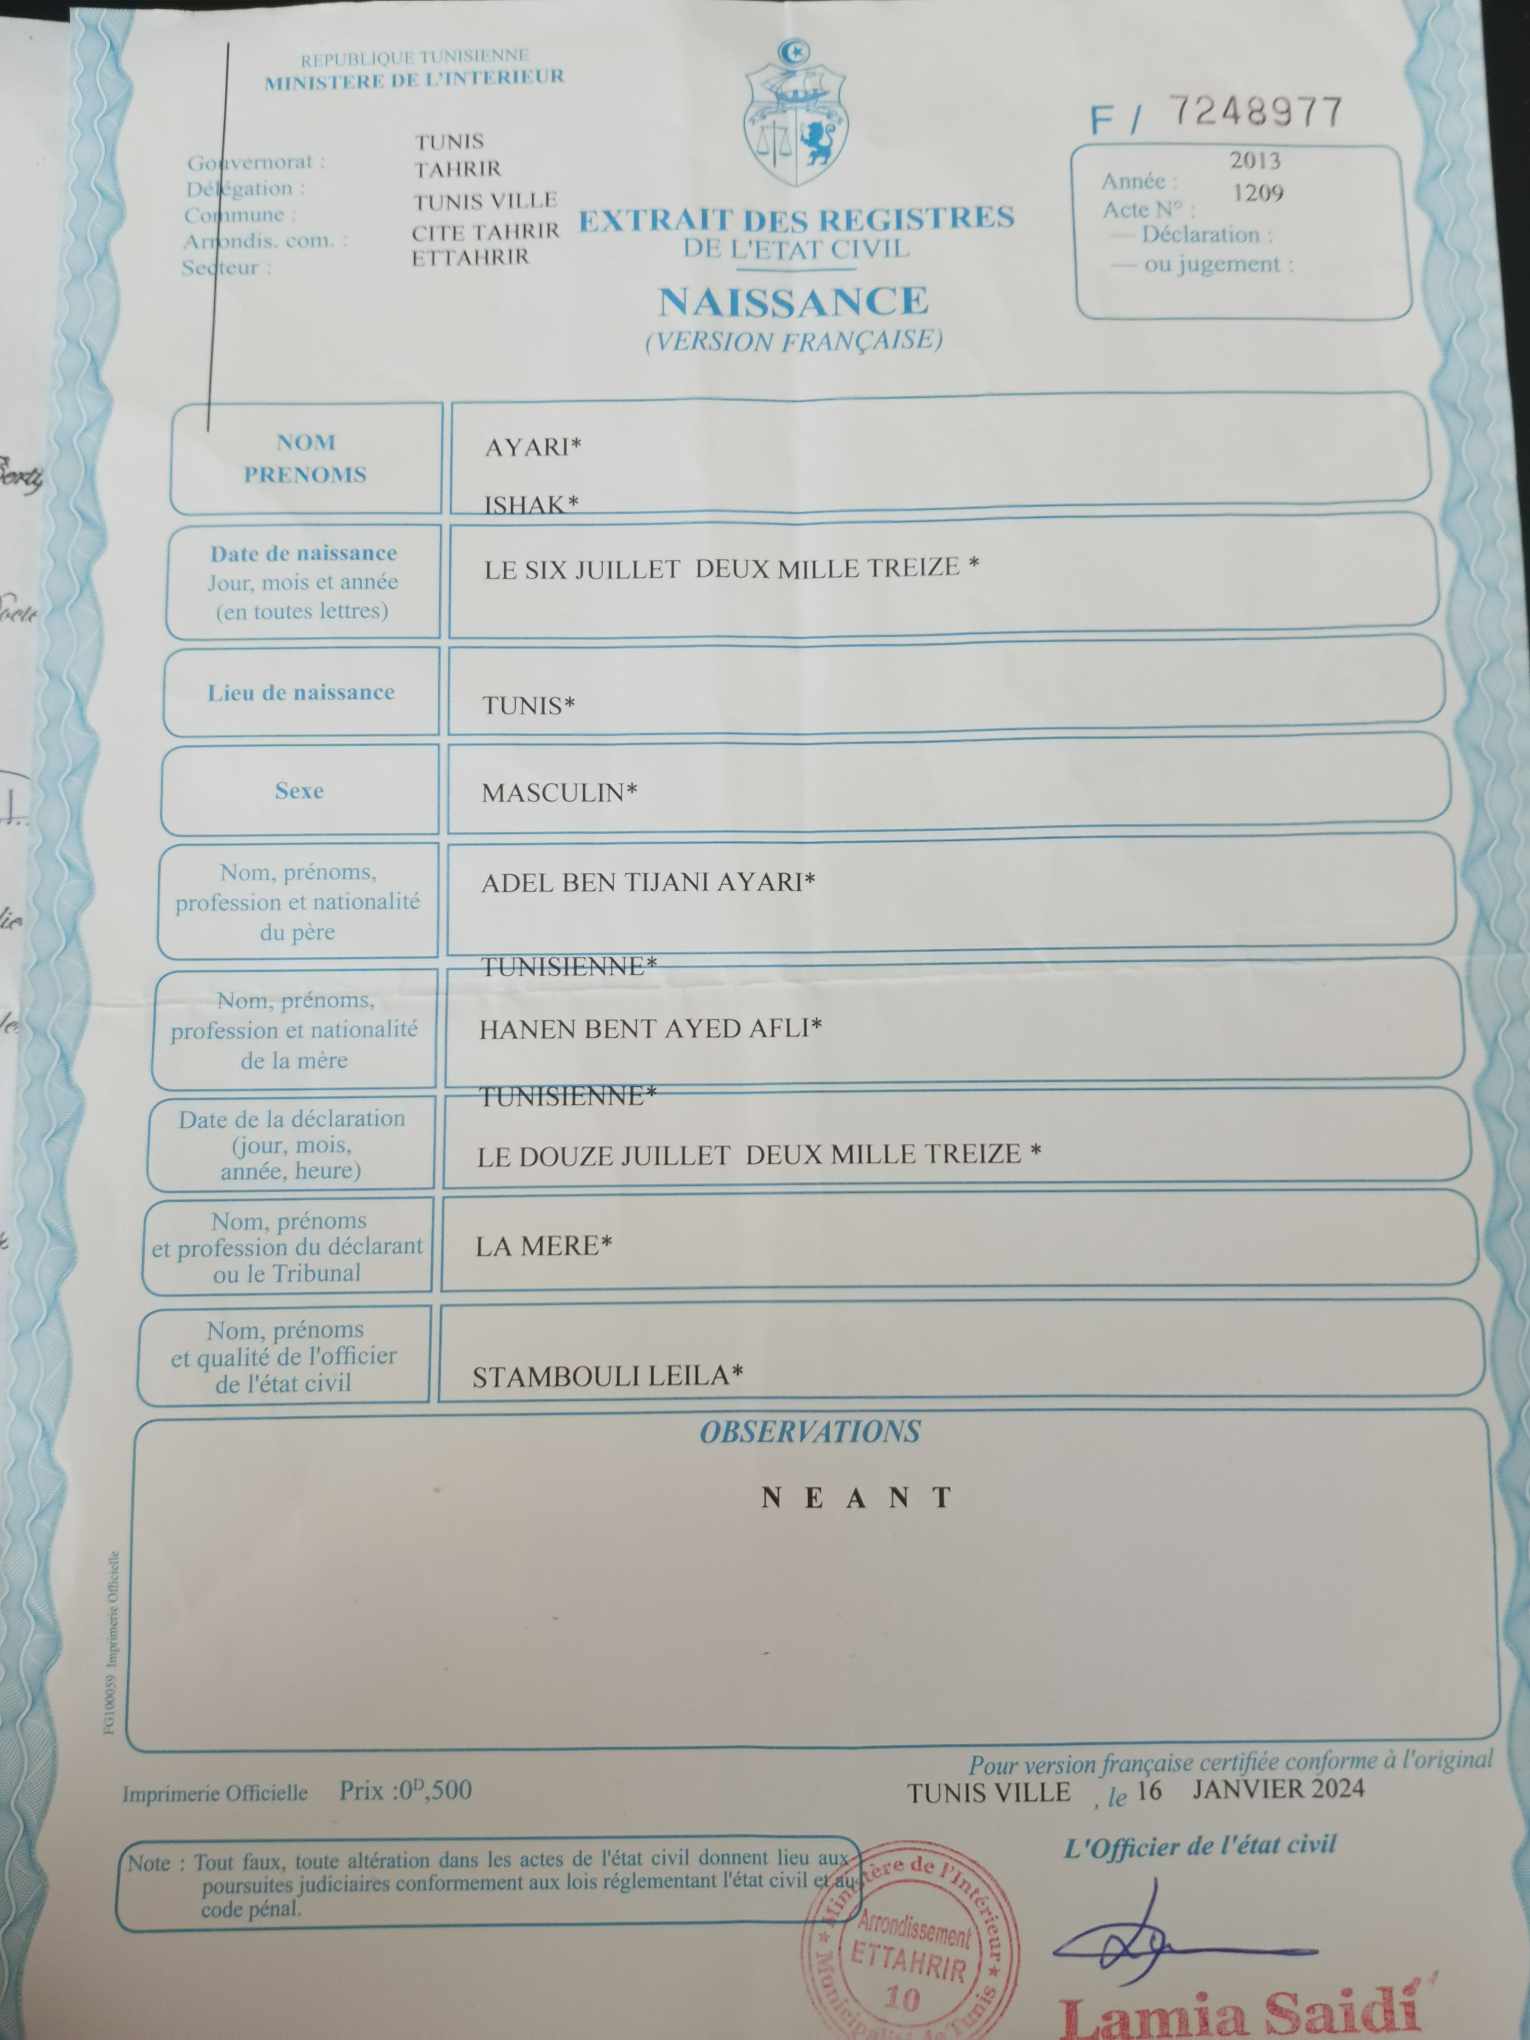 REPUBLIQUE TUNISIENNE
MINISTERE DE L'INTERIEUR
Gouvernorat : TUNIS
Délégation : TAHRIR
Commune : TUNIS VILLE
Arrondis. com. : CITE TAHRIR
Secteur : ETTAHRIR
EXTRAIT DES REGISTRES
DE L'ETAT CIVIL
NAISSANCE
(VERSION FRANÇAISE)
F / 7248977
Année : 2013
Acte N° : 1209
— Déclaration :
— ou jugement :
NOM
PRENOMS
AYARI*
ISHAK*
Date de naissance
Jour, mois et année
(en toutes lettres)
LE SIX JUILLET DEUX MILLE TREIZE *
Lieu de naissance
TUNIS*
Sexe
MASCULIN*
Nom, prénoms,
profession et nationalité
du père
ADEL BEN TIJANI AYARI*
TUNISIENNE*
Nom, prénoms,
profession et nationalité
de la mère
HANEN BENT AYED AFLI*
TUNISIENNE*
Date de la déclaration
(jour, mois,
année, heure)
LE DOUZE JUILLET DEUX MILLE TREIZE *
Nom, prénoms
et profession du déclarant
ou le Tribunal
LA MERE*
Nom, prénoms
et qualité de l'officier
de l'état civil
STAMBOULI LEILA*
OBSERVATIONS
N E A N T
FG100059 Imprimerie Officielle
Pour version française certifiée conforme à l'original
Imprimerie Officielle Prix :0D,500
TUNIS VILLE , le 16 JANVIER 2024
L'Officier de l'état civil
Note : Tout faux, toute altération dans les actes de l'état civil donnent lieu aux
poursuites judiciaires conformement aux lois réglementant l'état civil et au
code pénal.
Ministère de l'Intérieur
Arrondissement
ETTAHRIR
10
Municipalité de Tunis
Lamia Saidi